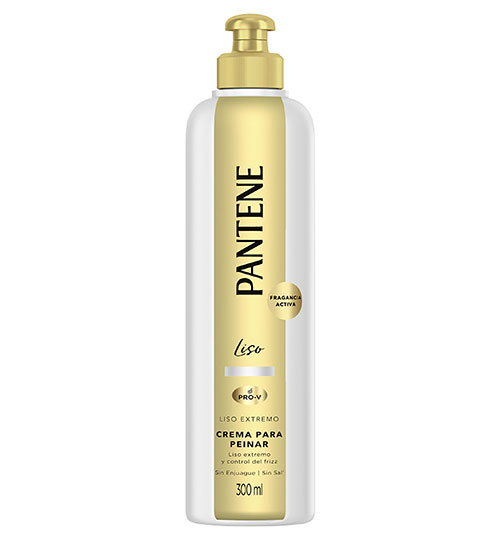 PANTENE
FRAGANCIA
ACTIVA
Liso
PRO-V
LISO EXTREMO
CREMA PARA
PEINAR
Liso extremo
y control del frizz
Sin Enjuague | Sin Sal*
300 ml